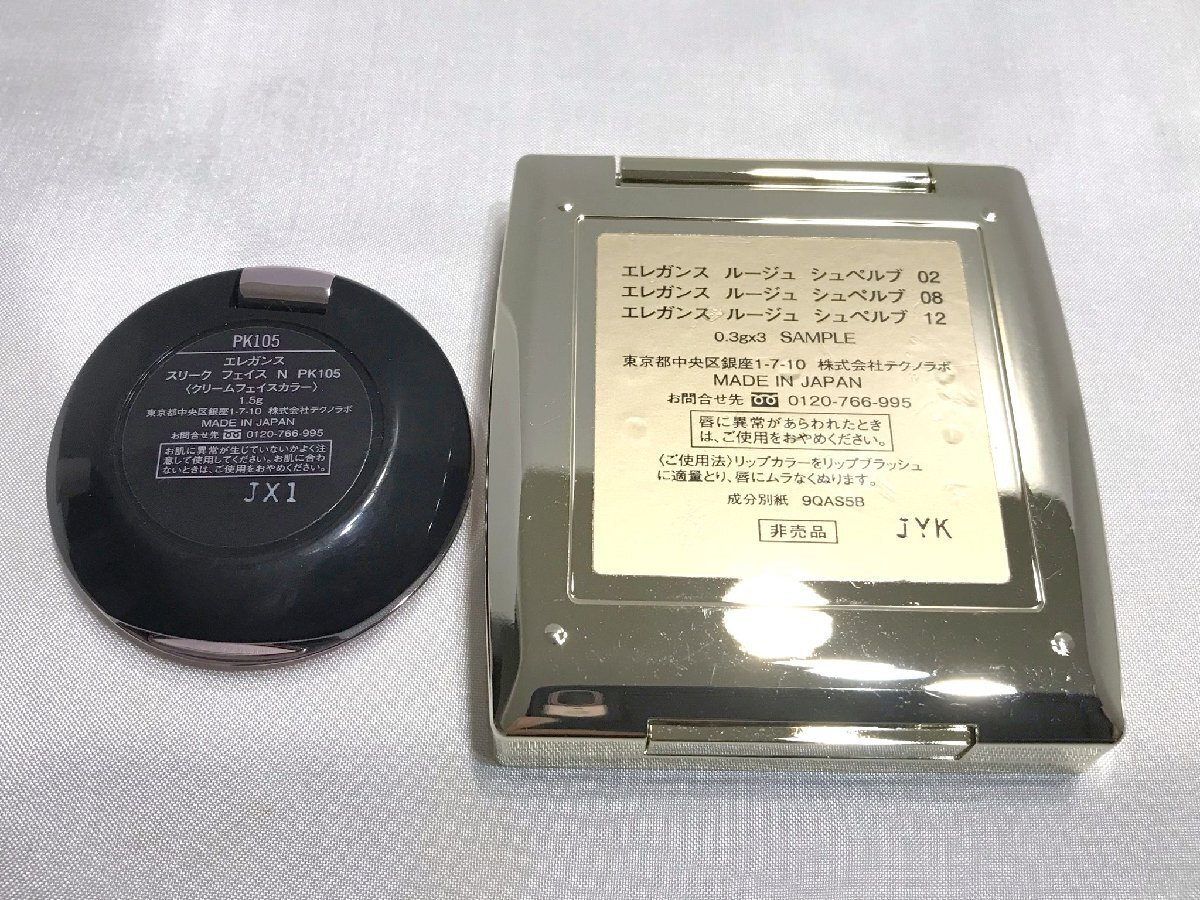 PK105
エレガンス
スリーク フェイス N PK105
〈クリームフェイスカラー〉
1.5g
東京都中央区銀座1-7-10 株式会社テクノラボ
MADE IN JAPAN
お問合せ先 0120-766-995
お肌に異常が生じていないかよく注
意して使用してください。お肌に合わ
ないときは、ご使用をおやめください。
JX1
エレガンス ルージュ シュペルブ 02
エレガンス ルージュ シュペルブ 08
エレガンス ルージュ シュペルブ 12
0.3gx3 SAMPLE
東京都中央区銀座1-7-10 株式会社テクノラボ
MADE IN JAPAN
お問合せ先 0120-766-995
唇に異常があらわれたとき
は、ご使用をおやめください。
〈ご使用法〉リップカラーをリップブラッシュ
に適量とり、唇にムラなくぬります。
成分別紙 9QAS5B
非売品 JYK